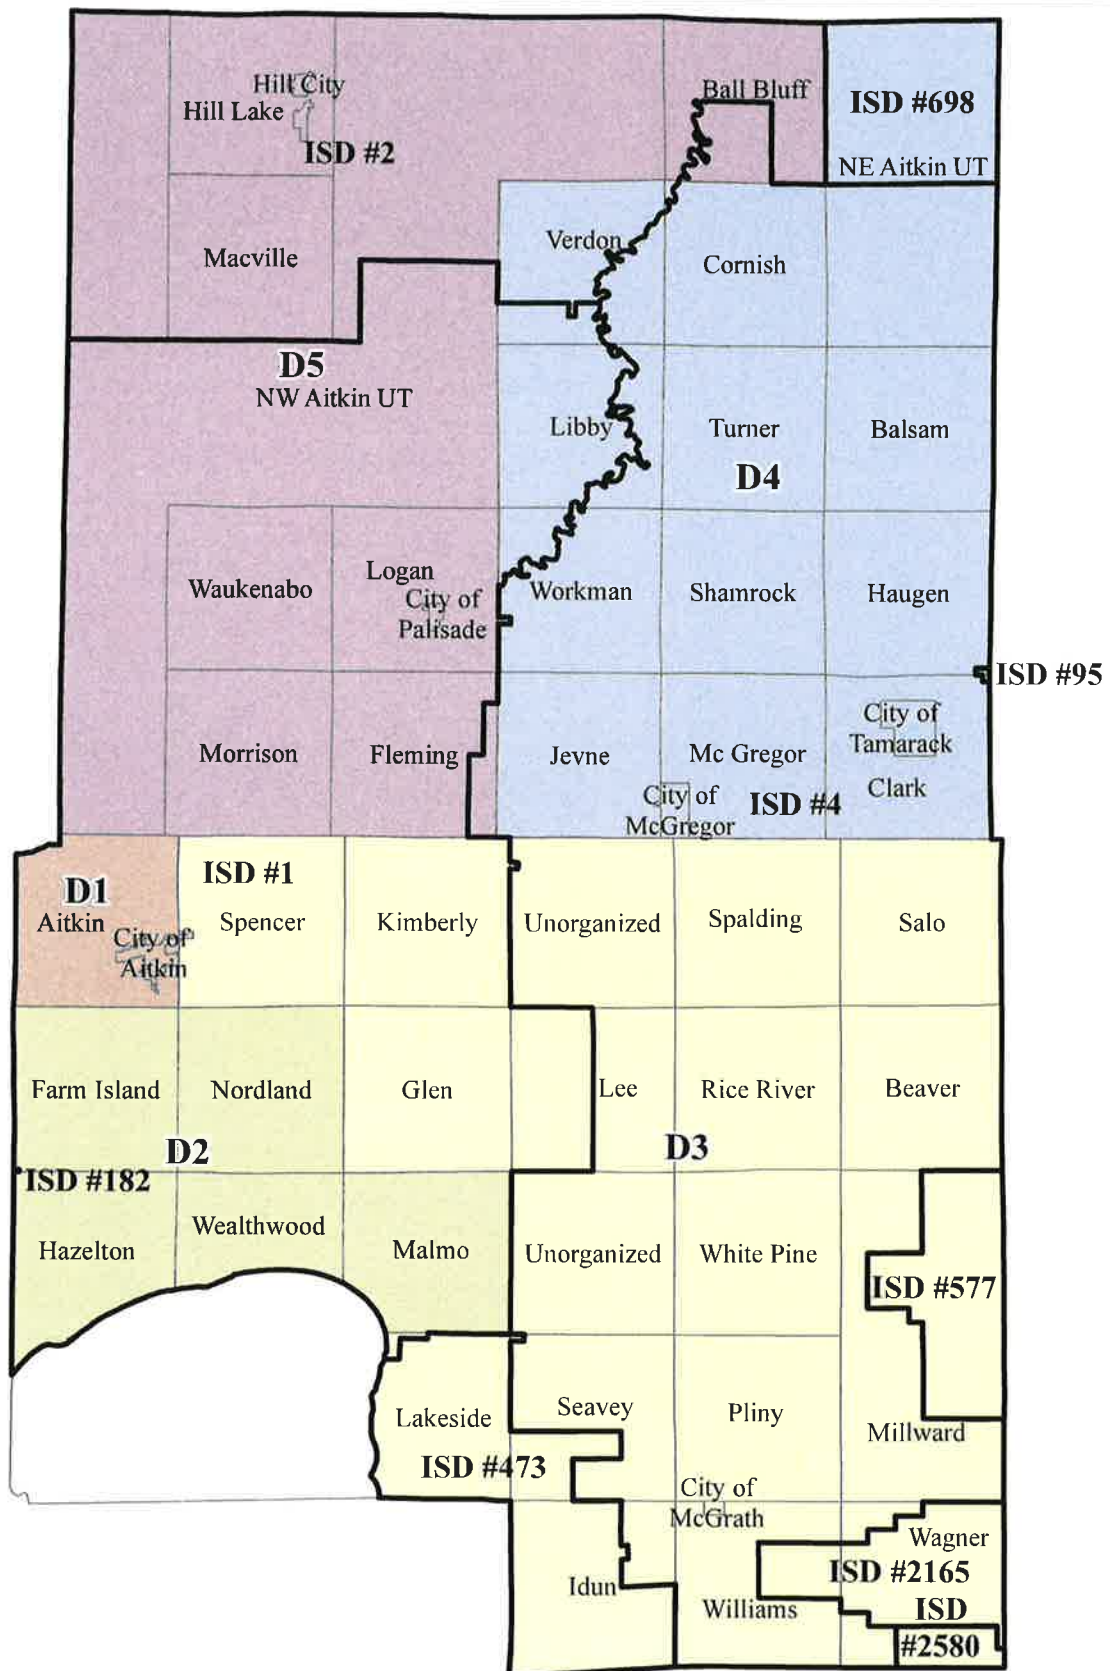 Hill City
Hill Lake
ISD #2
Ball Bluff
ISD #698
NE Aitkin UT
Macville
Verdon
Cornish
D5
NW Aitkin UT
Libby
Turner
Balsam
D4
Waukenabo
Logan
City of
Palisade
Workman
Shamrock
Haugen
ISD #95
Morrison
Fleming
Jevne
Mc Gregor
City of
Tamarack
Clark
City of
McGregor
ISD #4
D1
Aitkin
City of
Aitkin
ISD #1
Spencer
Kimberly
Unorganized
Spalding
Salo
Farm Island
Nordland
Glen
Lee
Rice River
Beaver
D2
D3
ISD #182
Hazelton
Wealthwood
Malmo
Unorganized
White Pine
ISD #577
Lakeside
ISD #473
Seavey
Pliny
Millward
City of
McGrath
Wagner
ISD #2165
Idun
Williams
ISD
#2580